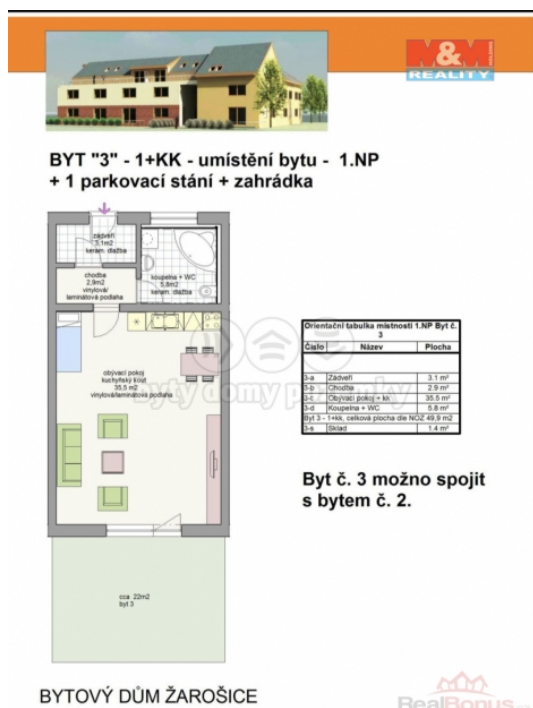 M&M
HOLDING
REALITY
BYT "3" - 1+KK - umístění bytu - 1.NP
+ 1 parkovací stání + zahrádka
zádveří
3,1m2
keram. dlažba
chodba
2,9m2
vinylová/
laminátová podlaha
koupelna + WC
5,8m2
keram. dlažba
obývací pokoj
kuchyňský kout
35,5 m2
vinylová/laminátová podlaha
byty domy pozemky
Orientační tabulka místností 1.NP Byt č.
3
Číslo Název Plocha
3-a Zádveří 3.1 m²
3-b Chodba 2.9 m²
3-c Obývací pokoj + kk 35.5 m²
3-d Koupelna + WC 5.8 m²
Byt 3 - 1+kk, celková plocha dle NOZ 49,9 m2
3-s Sklad 1.4 m²
Byt č. 3 možno spojit
s bytem č. 2.
cca 22m2
byt 3
BYTOVÝ DŮM ŽAROŠICE
RealBonus